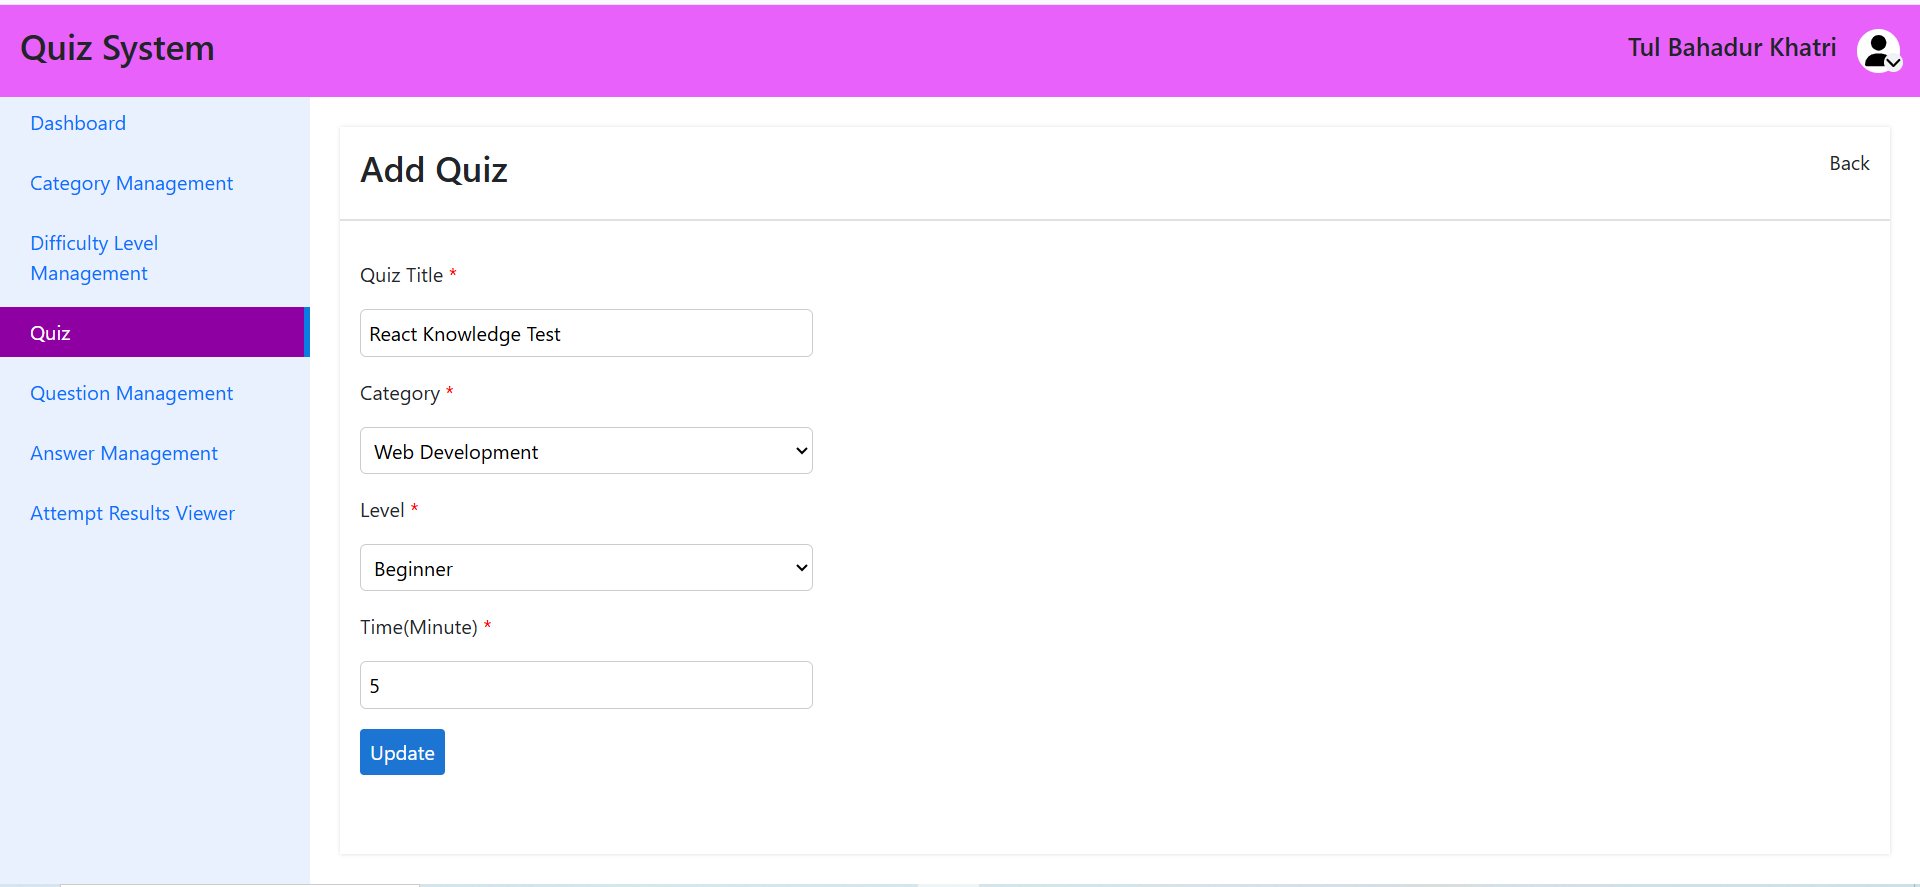 Quiz System
Tul Bahadur Khatri
Dashboard
Category Management
Difficulty Level
Management
Quiz
Question Management
Answer Management
Attempt Results Viewer
Add Quiz
Back
Quiz Title *
React Knowledge Test
Category *
Web Development
Level *
Beginner
Time(Minute) *
5
Update